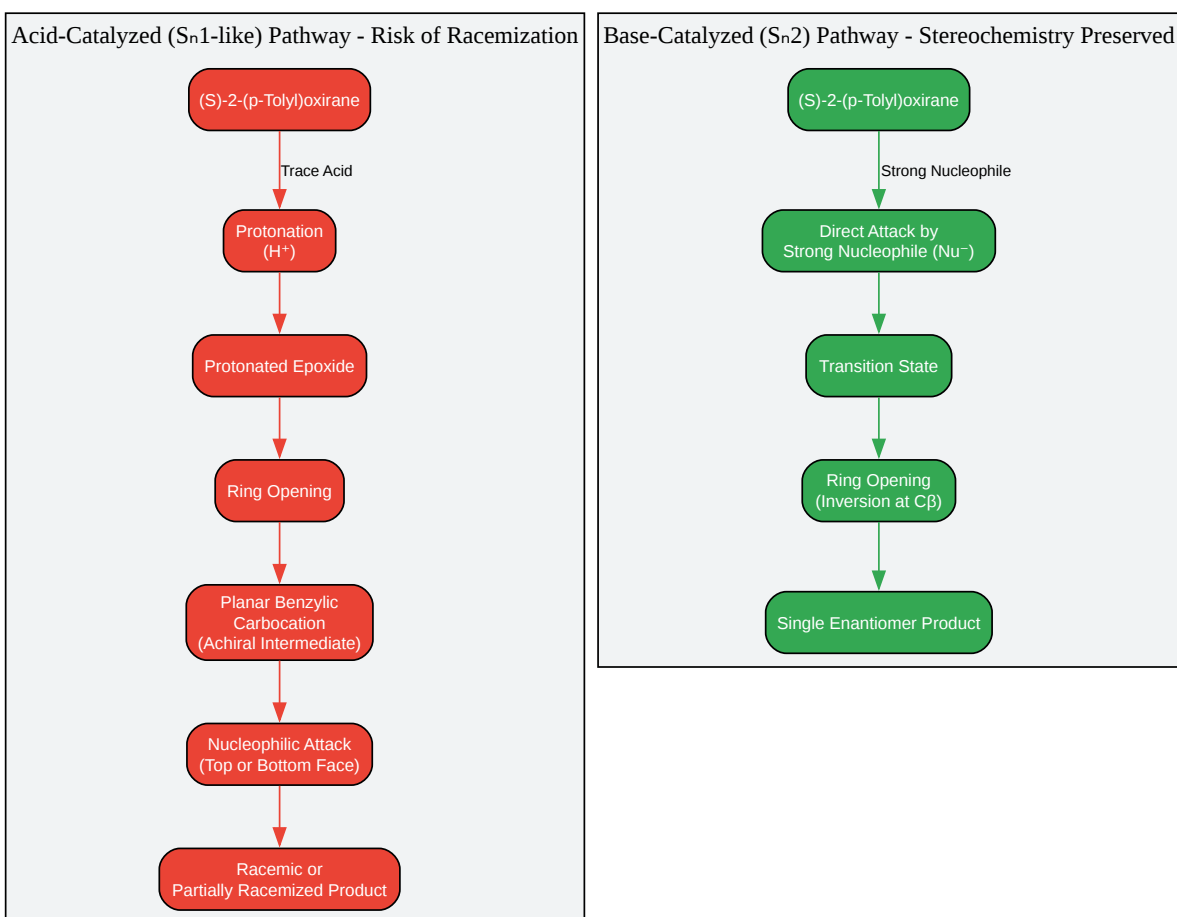 Acid-Catalyzed (Sₙ1-like) Pathway - Risk of Racemization
(S)-2-(p-Tolyl)oxirane
Trace Acid
Protonation
(H⁺)
Protonated Epoxide
Ring Opening
Planar Benzylic
Carbocation
(Achiral Intermediate)
Nucleophilic Attack
(Top or Bottom Face)
Racemic or
Partially Racemized Product
Base-Catalyzed (Sₙ2) Pathway - Stereochemistry Preserved
(S)-2-(p-Tolyl)oxirane
Strong Nucleophile
Direct Attack by
Strong Nucleophile (Nu⁻)
Transition State
Ring Opening
(Inversion at Cβ)
Single Enantiomer Product